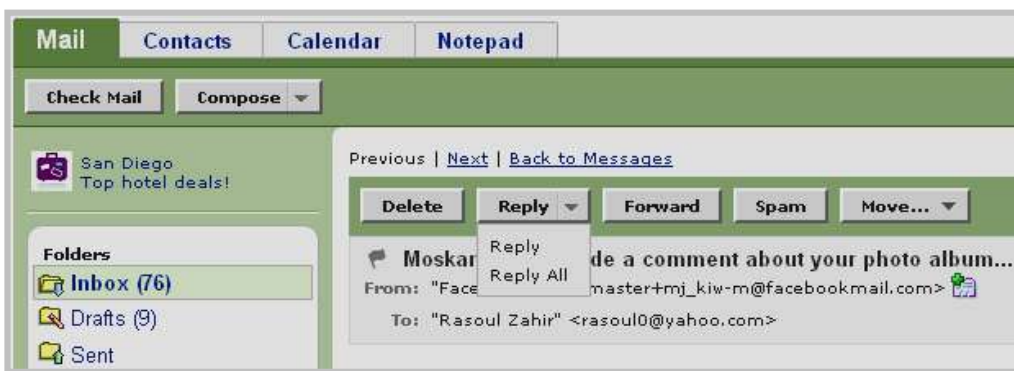 Mail Contacts Calendar Notepad
Check Mail Compose
San Diego
Top hotel deals!
Previous | Next | Back to Messages
Delete Reply Forward Spam Move...
Reply
Reply All
Moskar de a comment about your photo album...
From: "Face master+mj_kiw-m@facebookmail.com>
To: "Rasoul Zahir" <rasoul0@yahoo.com>
Folders
Inbox (76)
Drafts (9)
Sent